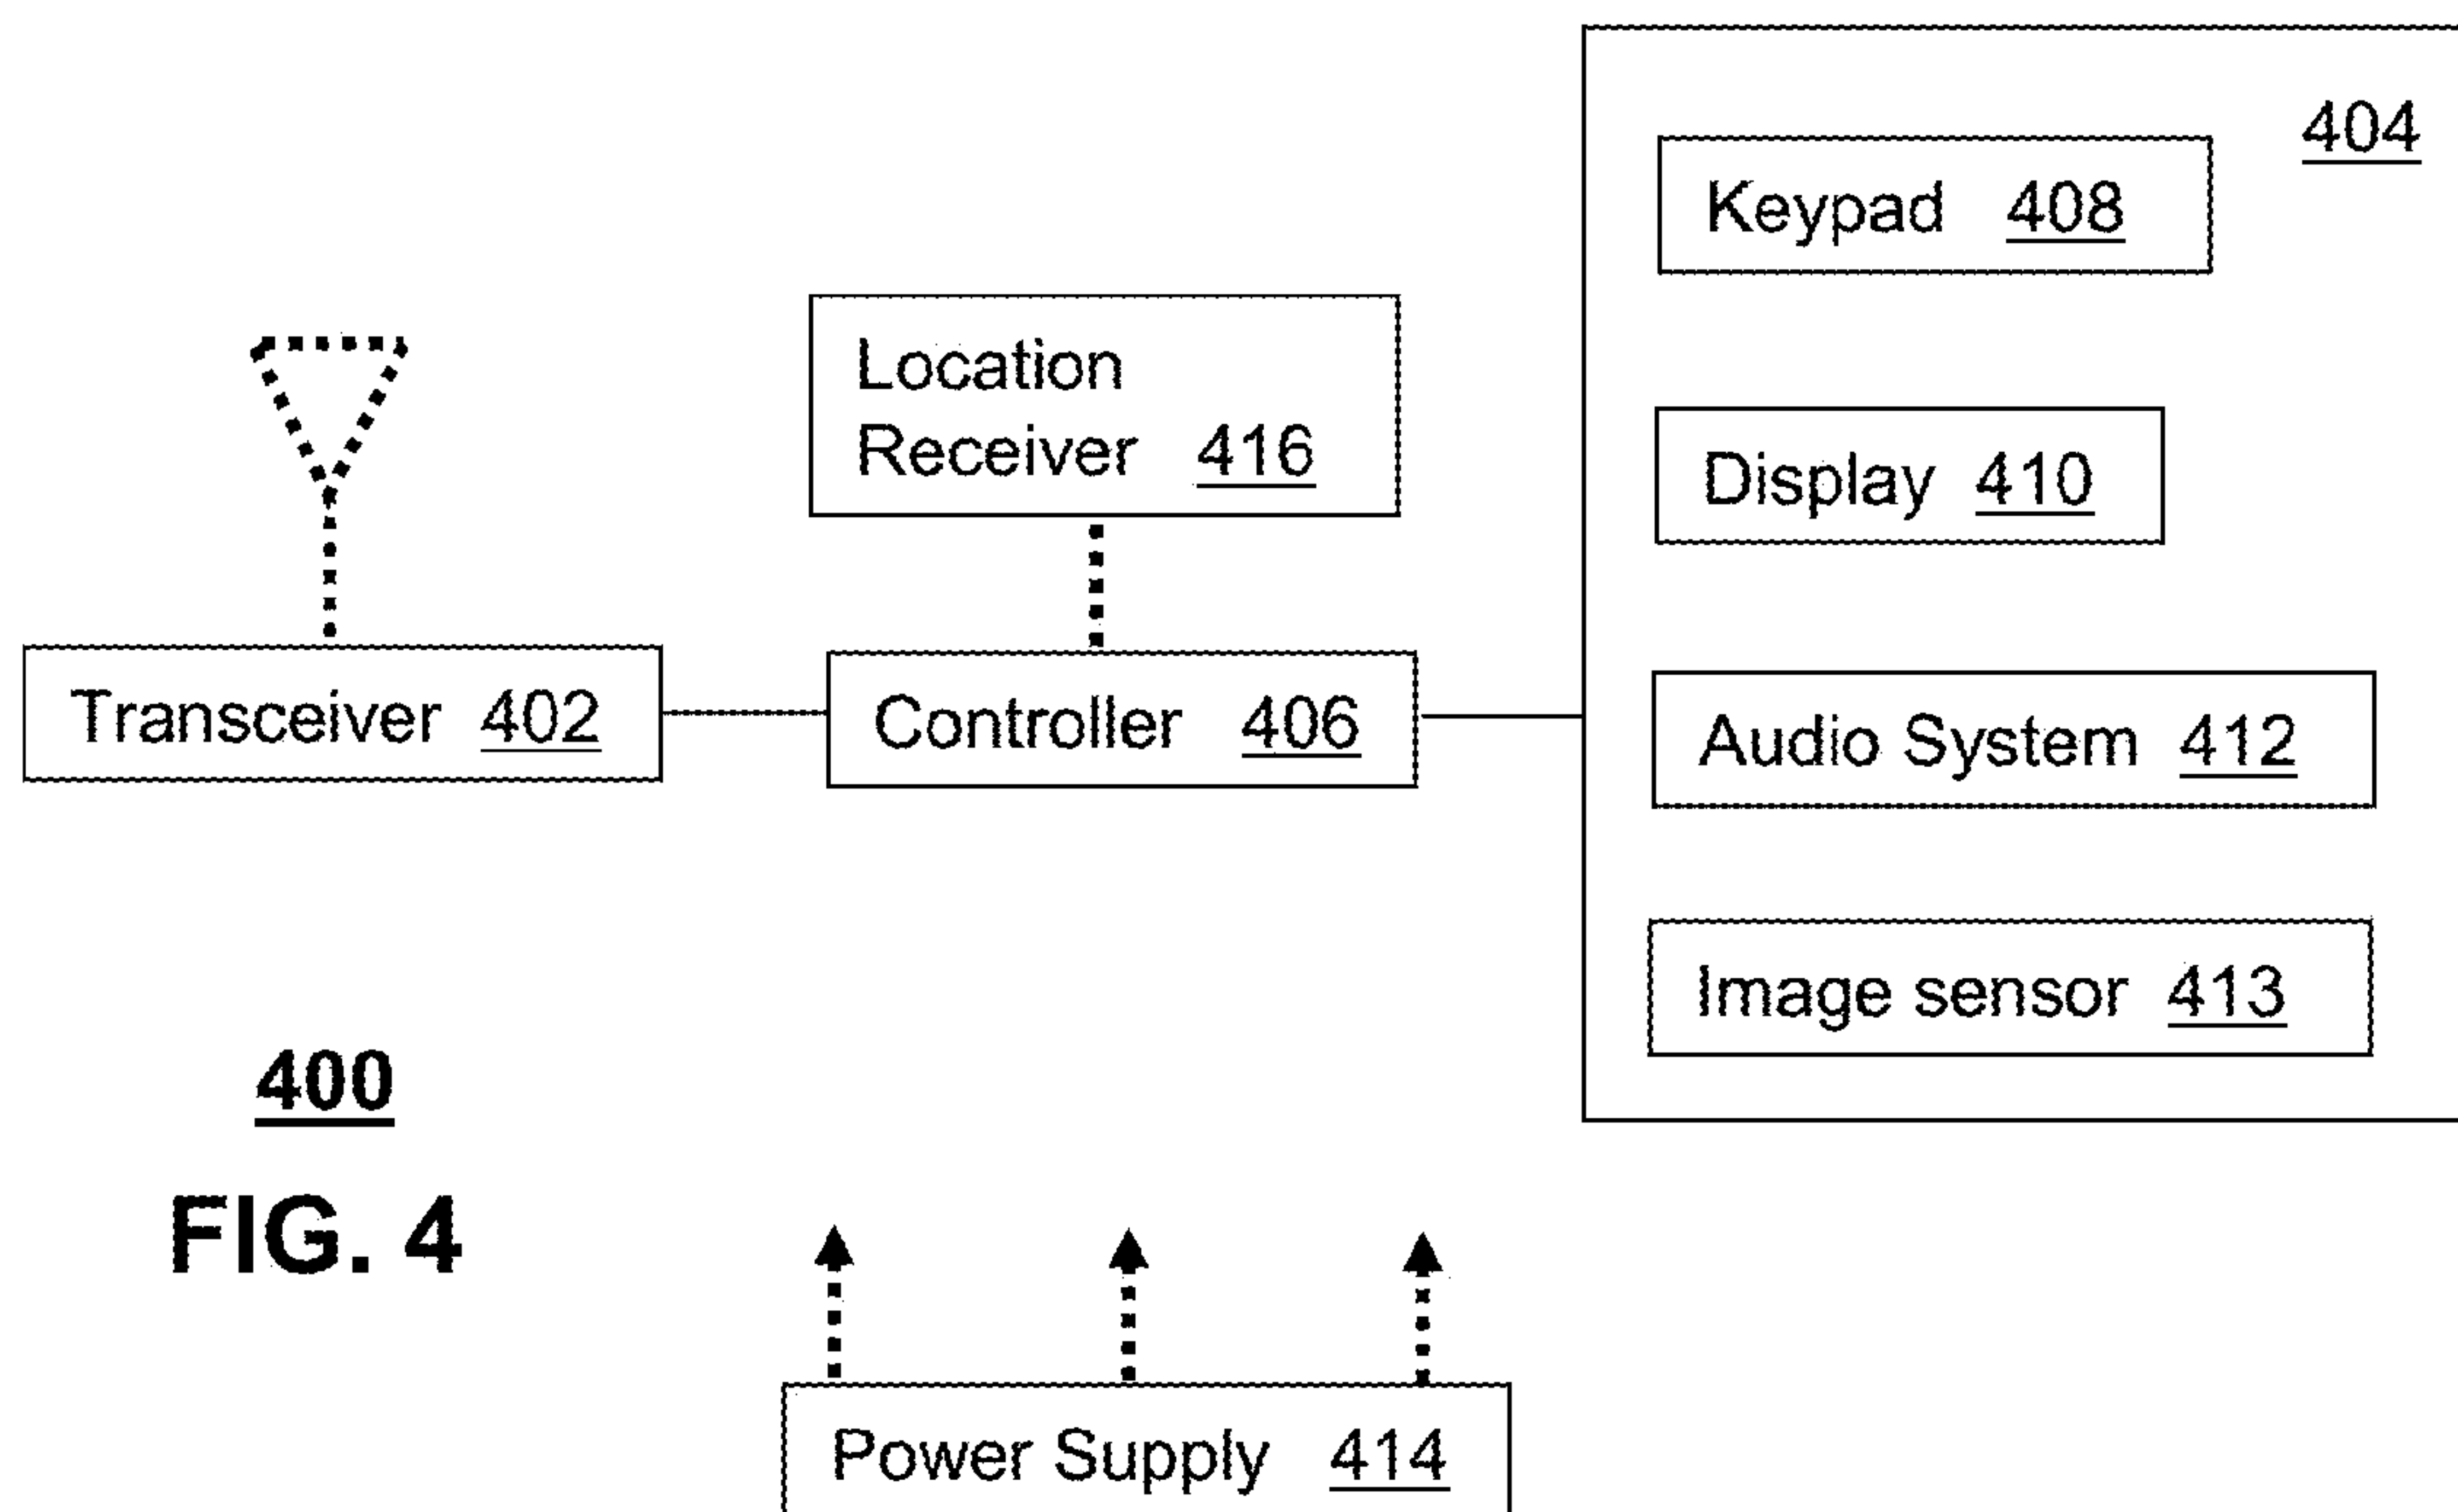 404
Keypad 408
Location
Receiver 416
Display 410
Transceiver 402
Controller 406
Audio System 412
Image sensor 413
400
FIG. 4
Power Supply 414